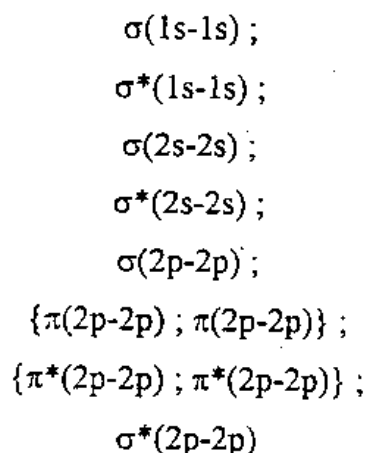 σ(1s-1s) ;
σ*(1s-1s) ;
σ(2s-2s) ;
σ*(2s-2s) ;
σ(2p-2p) ;
{π(2p-2p) ; π(2p-2p)} ;
{π*(2p-2p) ; π*(2p-2p)} ;
σ*(2p-2p)